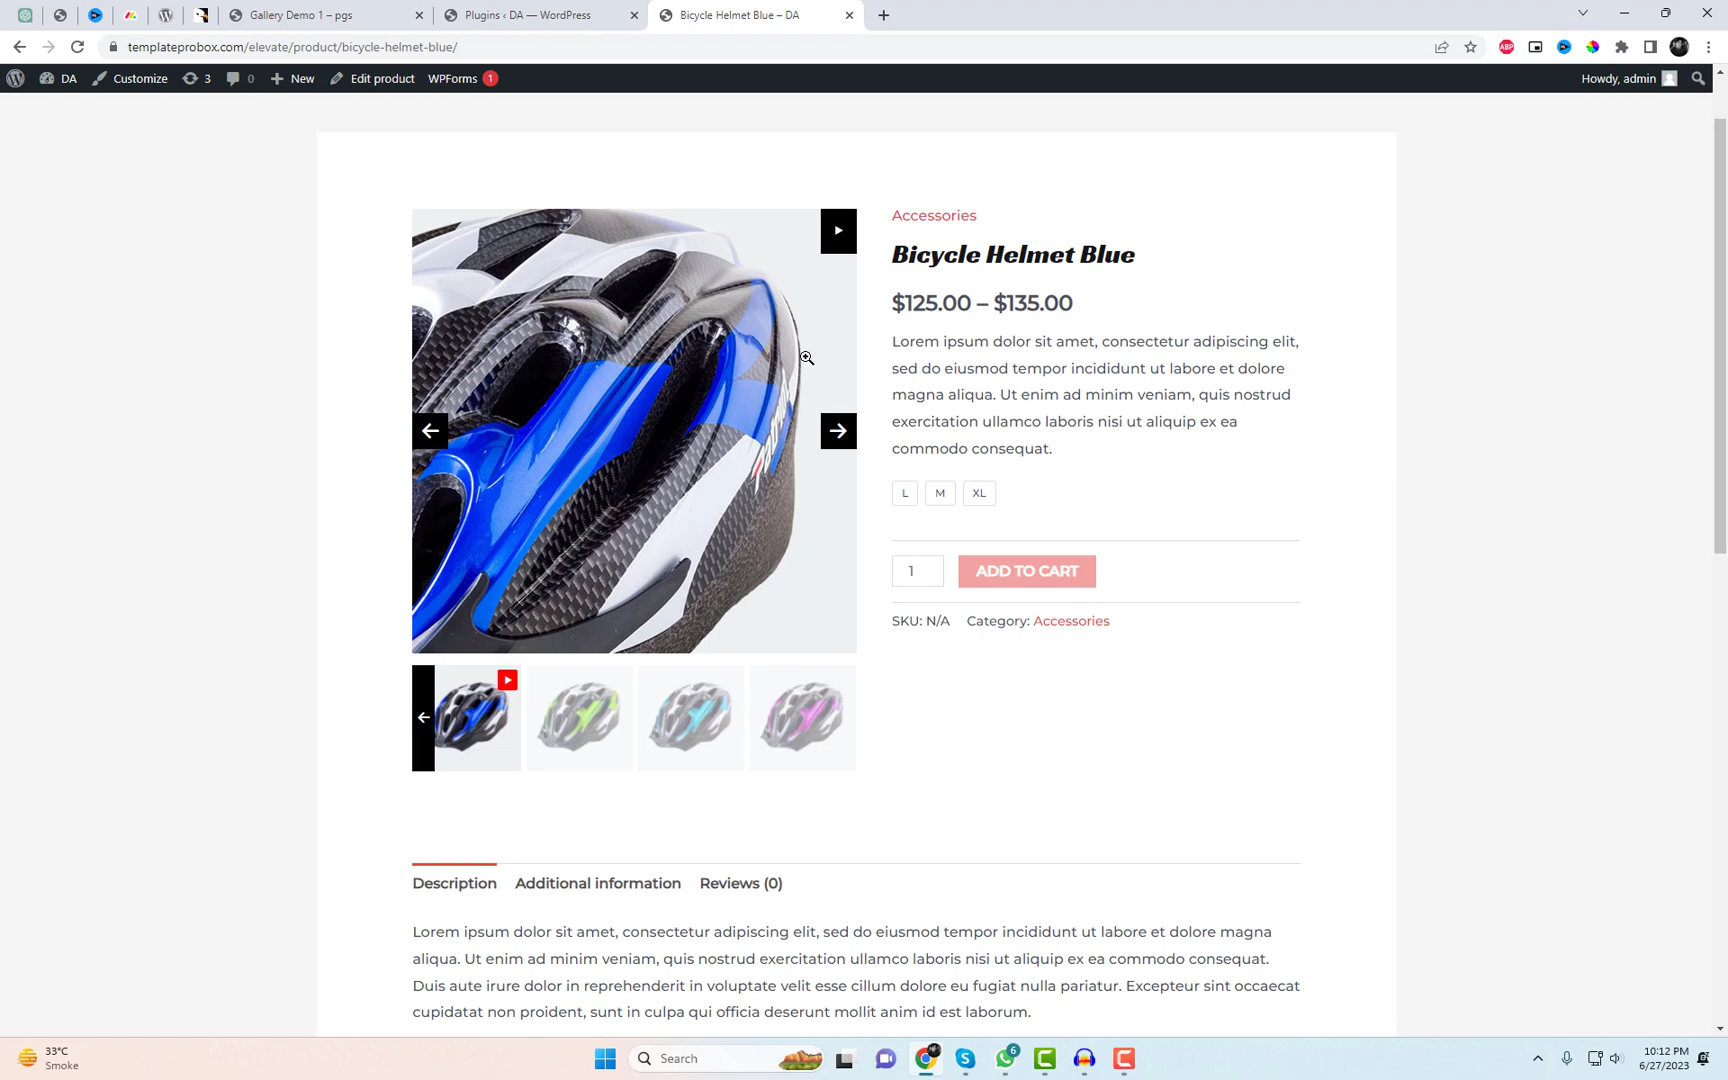 Gallery Demo 1 – pgs
Plugins ‹ DA — WordPress
Bicycle Helmet Blue – DA
templateprobox.com/elevate/product/bicycle-helmet-blue/
ABP
DA
Customize
3
0
New
Edit product
WPForms 1
Howdy, admin
Accessories
Bicycle Helmet Blue
$125.00 – $135.00
Lorem ipsum dolor sit amet, consectetur adipiscing elit,
sed do eiusmod tempor incididunt ut labore et dolore
magna aliqua. Ut enim ad minim veniam, quis nostrud
exercitation ullamco laboris nisi ut aliquip ex ea
commodo consequat.
L M XL
1 ADD TO CART
SKU: N/A Category: Accessories
Description Additional information Reviews (0)
Lorem ipsum dolor sit amet, consectetur adipiscing elit, sed do eiusmod tempor incididunt ut labore et dolore magna
aliqua. Ut enim ad minim veniam, quis nostrud exercitation ullamco laboris nisi ut aliquip ex ea commodo consequat.
Duis aute irure dolor in reprehenderit in voluptate velit esse cillum dolore eu fugiat nulla pariatur. Excepteur sint occaecat
cupidatat non proident, sunt in culpa qui officia deserunt mollit anim id est laborum.
33°C
Smoke
Search
6
10:12 PM
6/27/2023